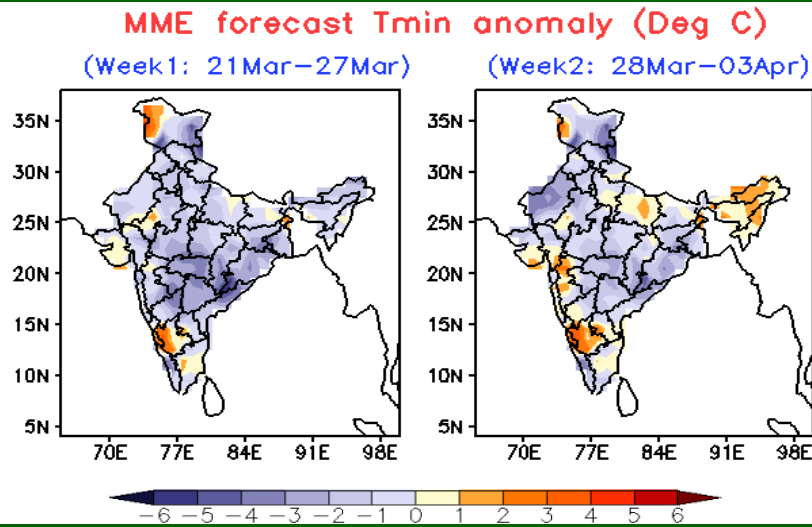 MME forecast Tmin anomaly (Deg C)
(Week1: 21Mar−27Mar) (Week2: 28Mar−03Apr)
35N 35N
30N 30N
25N 25N
20N 20N
15N 15N
10N 10N
5N 5N
70E 77E 84E 91E 98E 70E 77E 84E 91E 98E
−6 −5 −4 −3 −2 −1 0 1 2 3 4 5 6